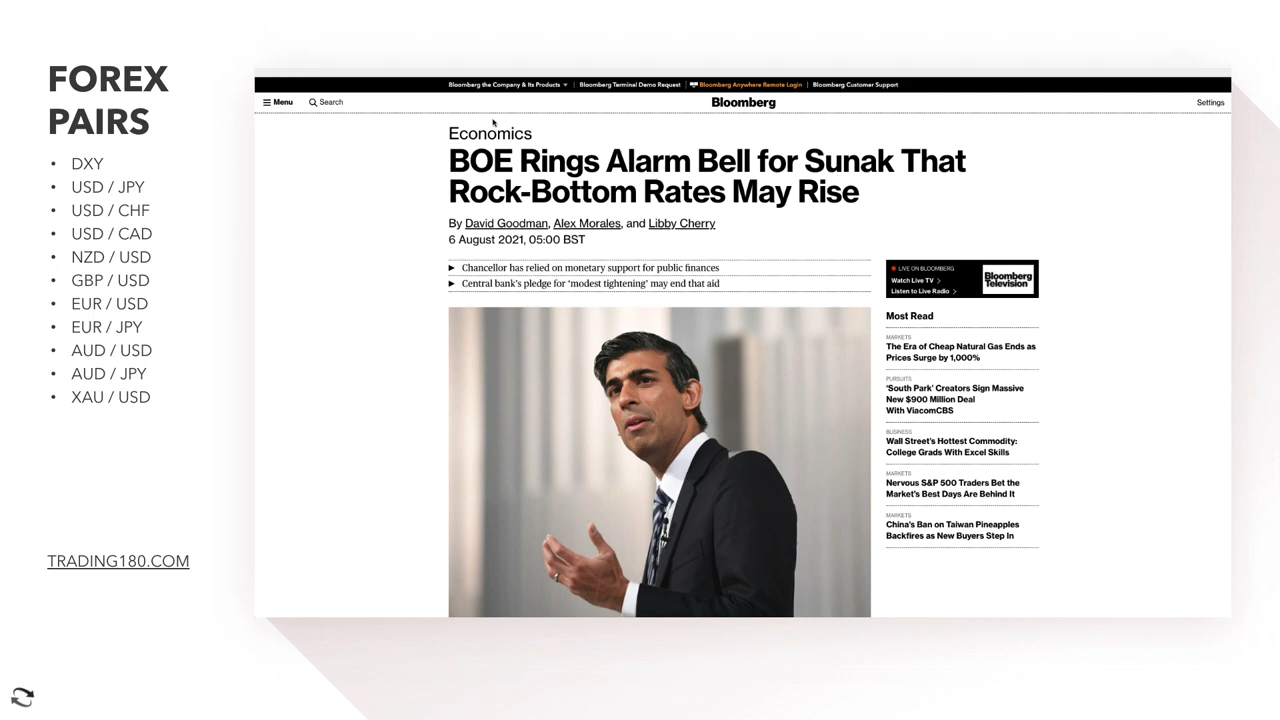 FOREX
PAIRS
• DXY
• USD / JPY
• USD / CHF
• USD / CAD
• NZD / USD
• GBP / USD
• EUR / USD
• EUR / JPY
• AUD / USD
• AUD / JPY
• XAU / USD
TRADING180.COM
Bloomberg the Company & Its Products | Bloomberg Terminal Demo Request | Bloomberg Anywhere Remote Login | Bloomberg Customer Support
Menu Search Bloomberg Settings
Economics
BOE Rings Alarm Bell for Sunak That
Rock-Bottom Rates May Rise
By David Goodman, Alex Morales, and Libby Cherry
6 August 2021, 05:00 BST
Chancellor has relied on monetary support for public finances
Central bank's pledge for 'modest tightening' may end that aid
LIVE ON BLOOMBERG
Watch Live TV >
Listen to Live Radio >
Bloomberg
Television
Most Read
MARKETS
The Era of Cheap Natural Gas Ends as
Prices Surge by 1,000%
PURSUITS
'South Park' Creators Sign Massive
New $900 Million Deal
With ViacomCBS
BUSINESS
Wall Street's Hottest Commodity:
College Grads With Excel Skills
MARKETS
Nervous S&P 500 Traders Bet the
Market's Best Days Are Behind It
MARKETS
China's Ban on Taiwan Pineapples
Backfires as New Buyers Step In